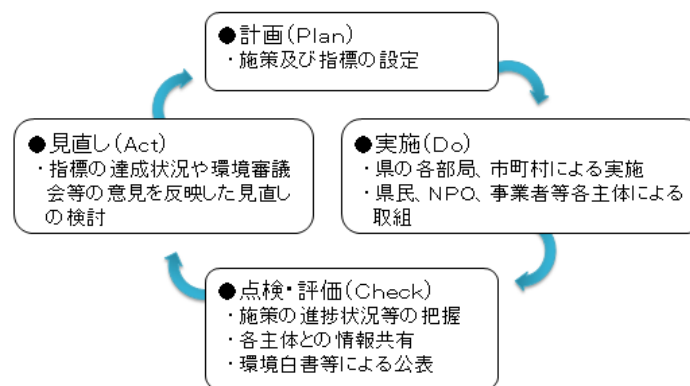 ●計画(Plan)
・施策及び指標の設定
●実施(Do)
・県の各部局、市町村による実施
・県民、NPO、事業者等各主体による
取組
●点検・評価(Check)
・施策の進捗状況等の把握
・各主体との情報共有
・環境白書等による公表
●見直し(Act)
・指標の達成状況や環境審議
会等の意見を反映した見直し
の検討